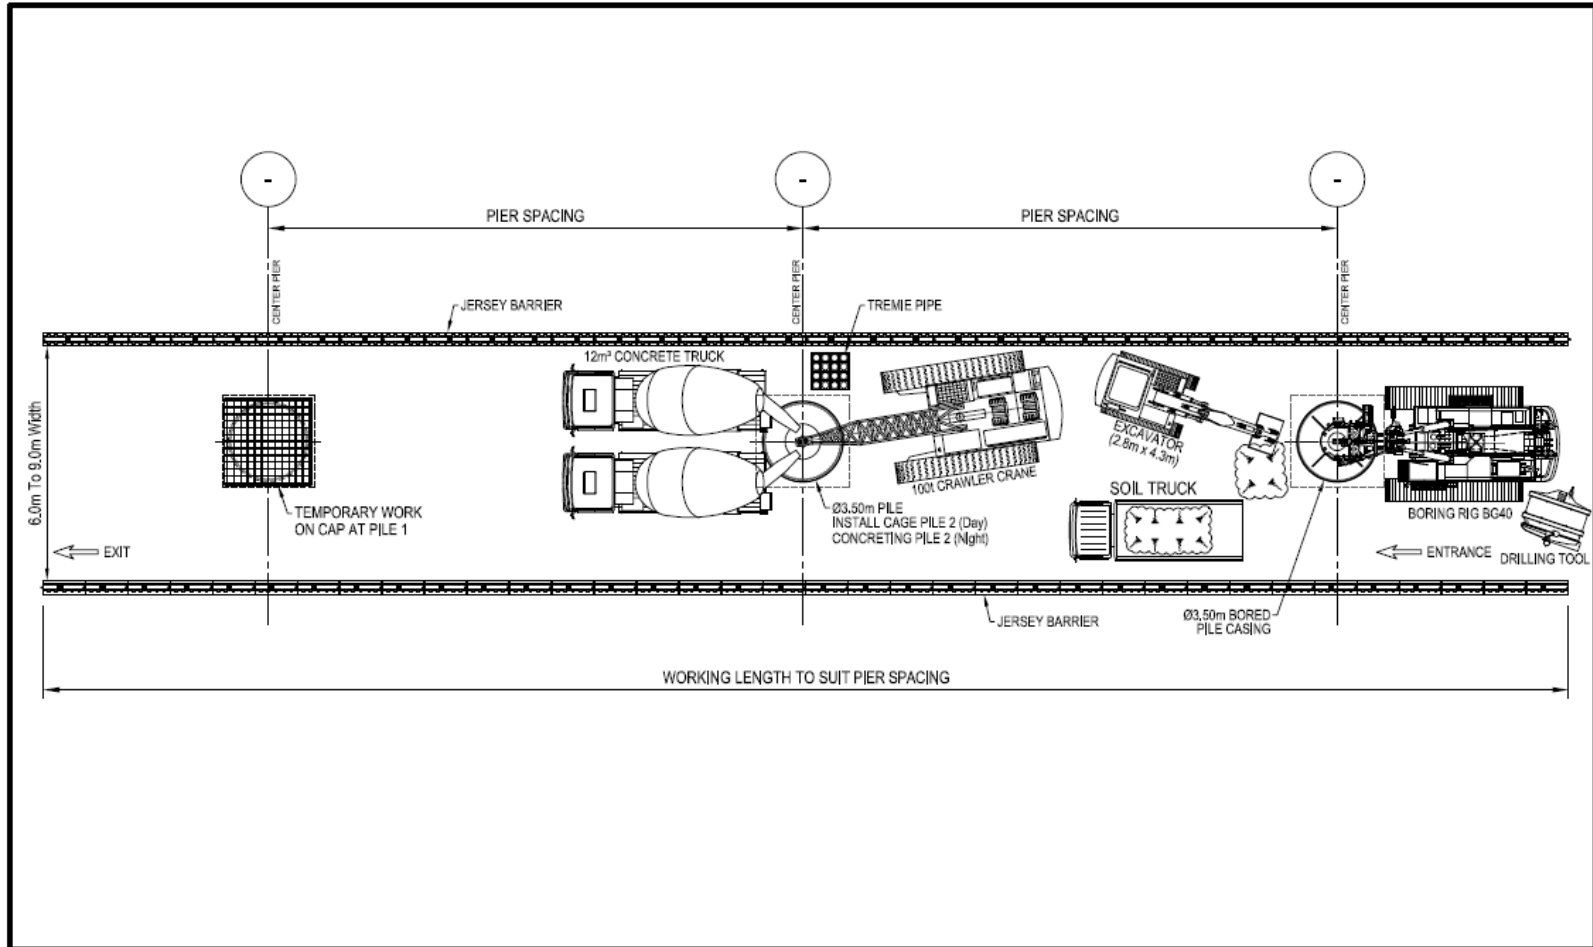 -
-
-
PIER SPACING
PIER SPACING
CENTER PIER
CENTER PIER
CENTER PIER
JERSEY BARRIER
TREMIE PIPE
12m³ CONCRETE TRUCK
6.0m To 9.0m Width
EXCAVATOR
(2.8m x 4.3m)
100t CRAWLER CRANE
SOIL TRUCK
BORING RIG BG40
TEMPORARY WORK
ON CAP AT PILE 1
Ø3.50m PILE
INSTALL CAGE PILE 2 (Day)
CONCRETING PILE 2 (Night)
EXIT
ENTRANCE
DRILLING TOOL
JERSEY BARRIER
Ø3.50m BORED
PILE CASING
WORKING LENGTH TO SUIT PIER SPACING